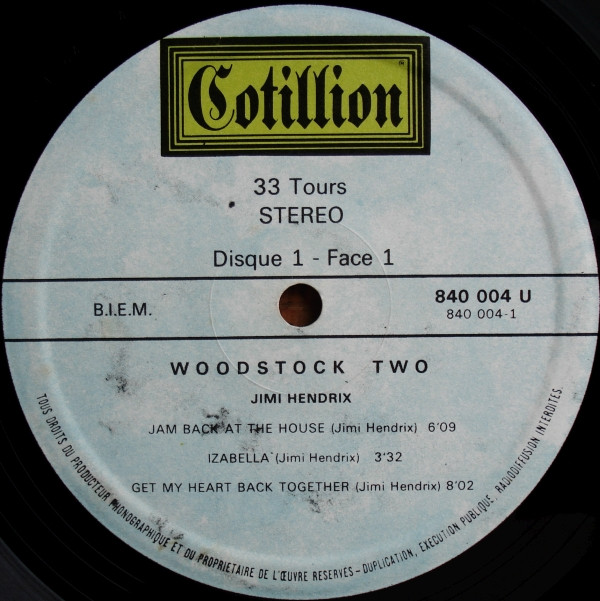 Cotillion
33 Tours
STEREO
Disque 1 - Face 1
B.I.E.M.
840 004 U
840 004-1
WOODSTOCK TWO
JIMI HENDRIX
JAM BACK AT THE HOUSE (Jimi Hendrix) 6'09
IZABELLA (Jimi Hendrix) 3'32
GET MY HEART BACK TOGETHER (Jimi Hendrix) 8'02
TOUS DROITS DU PRODUCTEUR PHONOGRAPHIQUE ET DU PROPRIETAIRE DE L'ŒUVRE RESERVES - DUPLICATION, EXECUTION PUBLIQUE, RADIODIFFUSION INTERDITES.